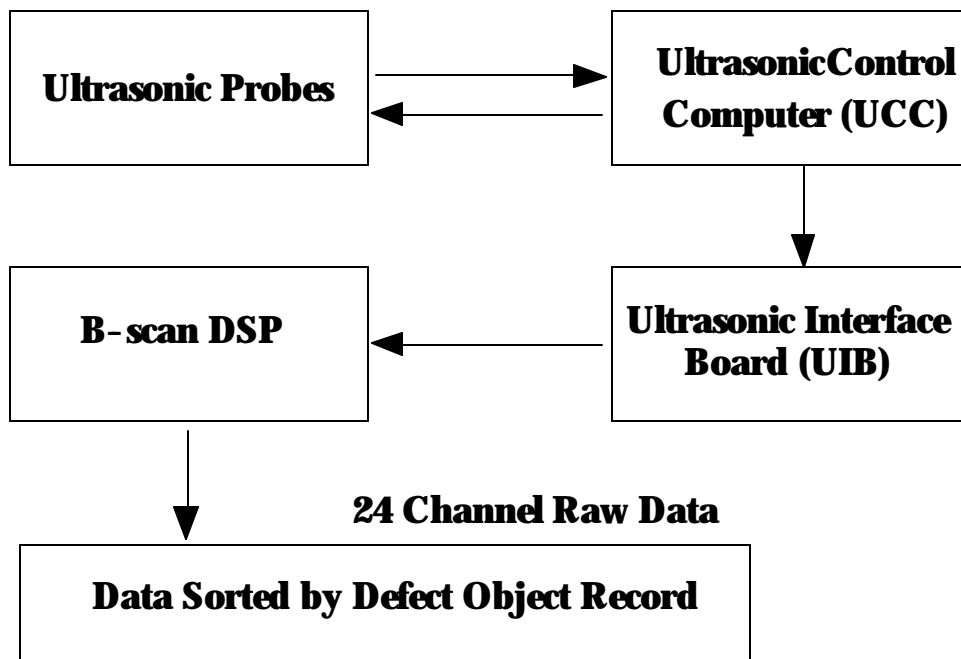 Ultrasonic Probes
UltrasonicControl
Computer (UCC)
B-scan DSP
Ultrasonic Interface
Board (UIB)
24 Channel Raw Data
Data Sorted by Defect Object Record